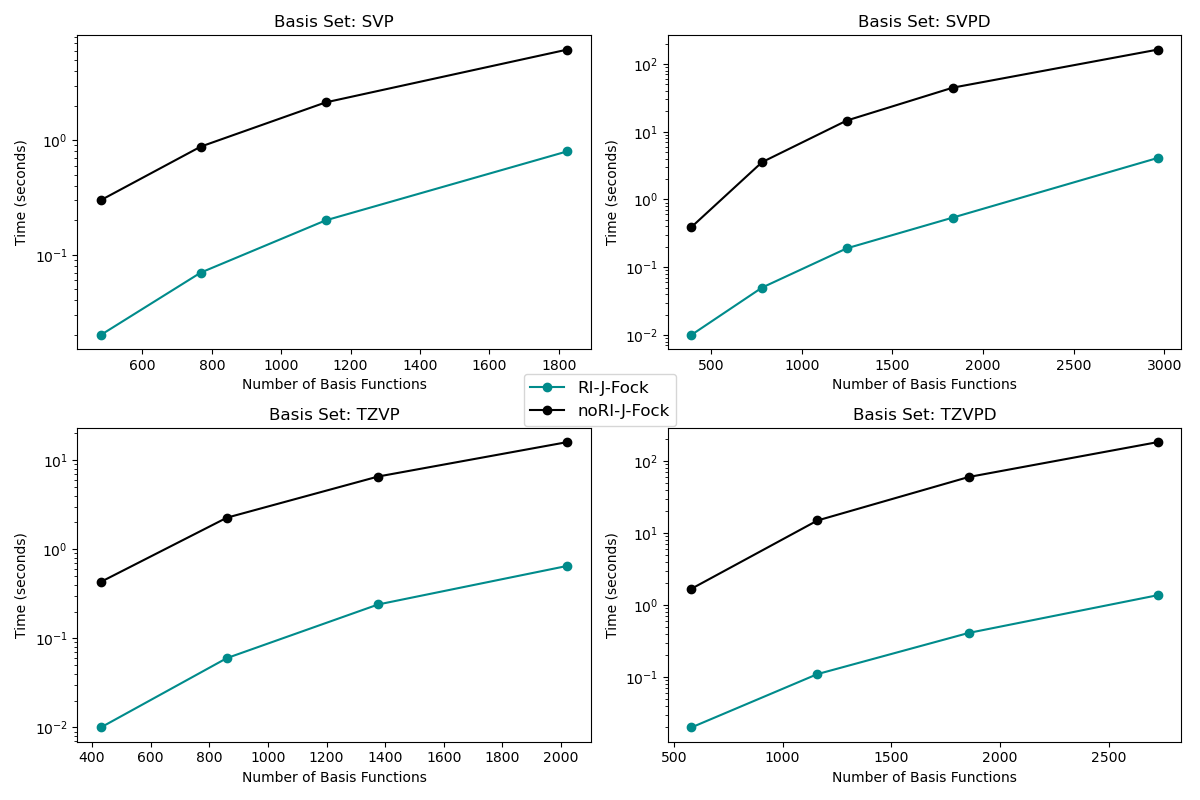 Basis Set: SVP
Time (seconds)
10⁰
10⁻¹
600 800 1000 1200 1400 1600 1800
Number of Basis Functions
Basis Set: SVPD
Time (seconds)
10²
10¹
10⁰
10⁻¹
10⁻²
500 1000 1500 2000 2500 3000
Number of Basis Functions
RI-J-Fock
noRI-J-Fock
Basis Set: TZVP
Time (seconds)
10¹
10⁰
10⁻¹
10⁻²
400 600 800 1000 1200 1400 1600 1800 2000
Number of Basis Functions
Basis Set: TZVPD
Time (seconds)
10²
10¹
10⁰
10⁻¹
500 1000 1500 2000 2500
Number of Basis Functions